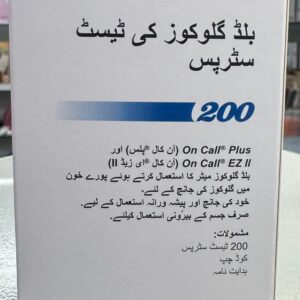 بلڈ گلوکوز کی ٹیسٹ
سٹرپس
200
On Call® Plus (اٰن کال ®پلس) اور
On Call® EZ II (اٰن کال ®ای زیڈ II)
بلڈ گلوکوز میٹر کا استعمال کرتے ہوئے پورے خون
میں گلوکوز کی جانچ کے لئے۔
خود کی جانچ اور پیشہ ورانہ استعمال کے لیے۔
صرف جسم کے بیرونی استعمال کیلئے۔
مشمولات:
200 ٹیسٹ سٹرپس
کوڈ چپ
ہدایت نامہ